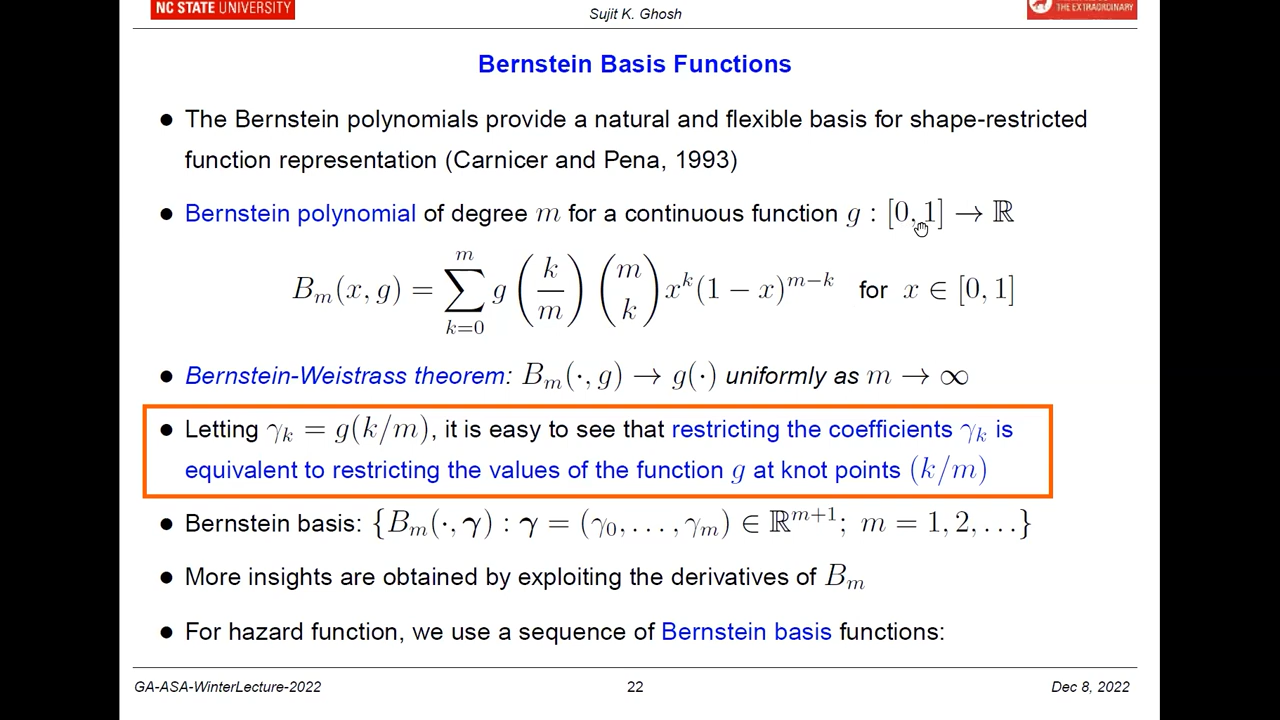 NC STATE UNIVERSITY
Sujit K. Ghosh
THE EXTRAORDINARY
Bernstein Basis Functions
● The Bernstein polynomials provide a natural and flexible basis for shape-restricted
function representation (Carnicer and Pena, 1993)
● Bernstein polynomial of degree m for a continuous function g : [0, 1] → ℝ
B_m(x, g) = ∑_{k=0}^{m} g (k/m) (m k) x^k (1 − x)^{m−k} for x ∈ [0, 1]
● Bernstein-Weistrass theorem: B_m(·, g) → g(·) uniformly as m → ∞
● Letting γ_k = g(k/m), it is easy to see that restricting the coefficients γ_k is
equivalent to restricting the values of the function g at knot points (k/m)
● Bernstein basis: {B_m(·, γ) : γ = (γ_0, . . . , γ_m) ∈ ℝ^{m+1}; m = 1, 2, . . .}
● More insights are obtained by exploiting the derivatives of B_m
● For hazard function, we use a sequence of Bernstein basis functions:
GA-ASA-WinterLecture-2022
22
Dec 8, 2022